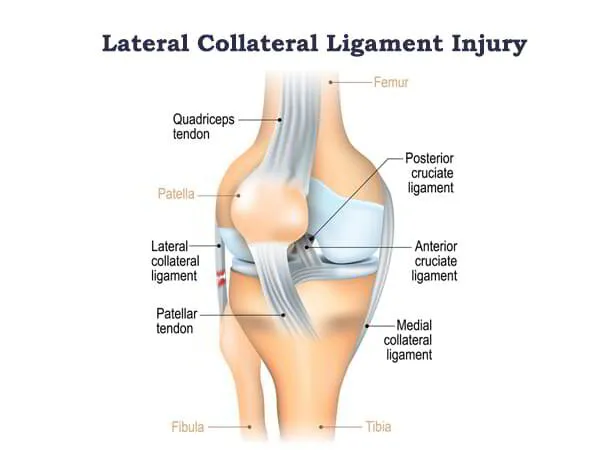 Lateral Collateral Ligament Injury
Femur
Quadriceps
tendon
Posterior
cruciate
ligament
Patella
Lateral
collateral
ligament
Anterior
cruciate
ligament
Patellar
tendon
Medial
collateral
ligament
Fibula
Tibia